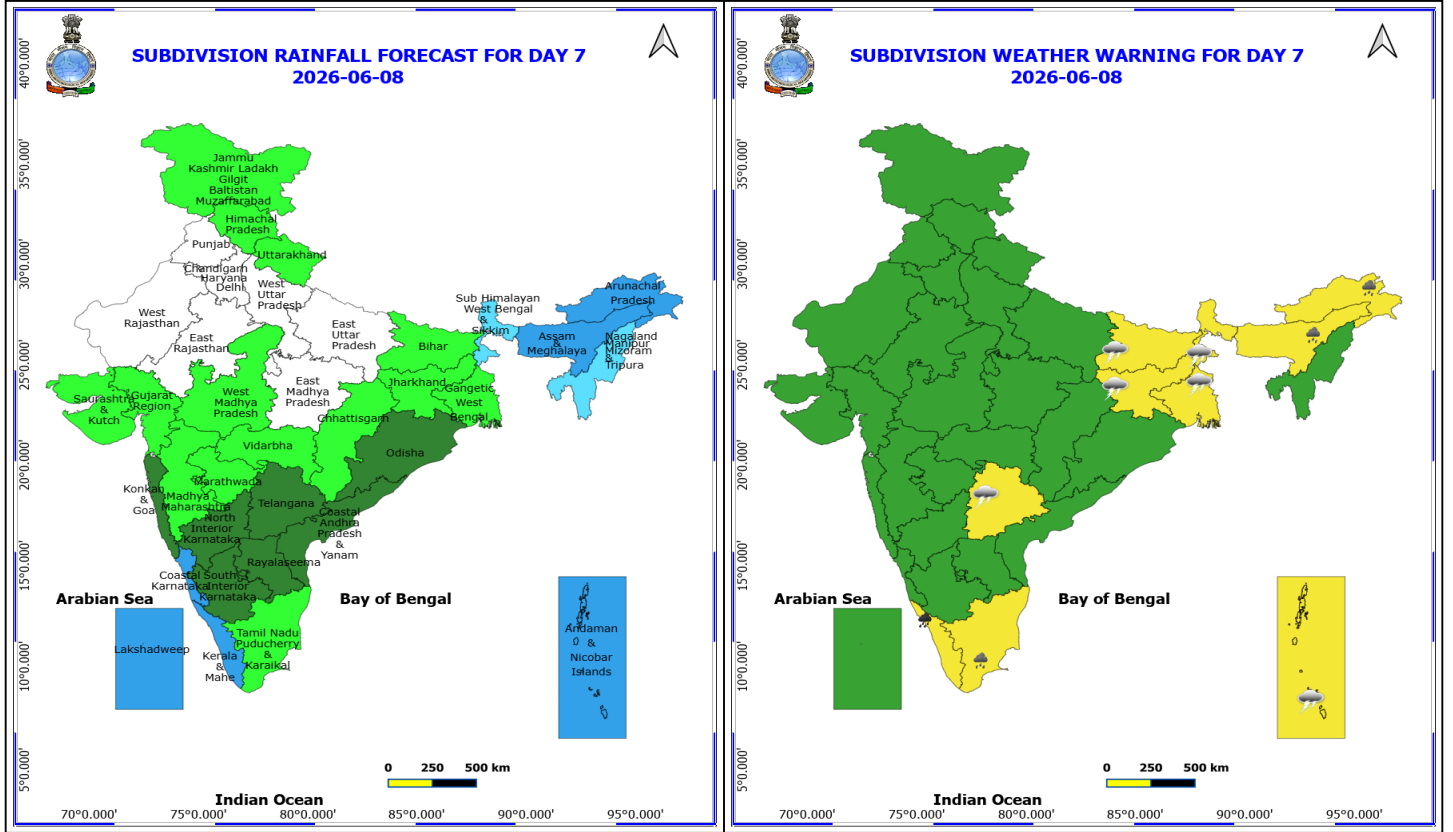 SUBDIVISION RAINFALL FORECAST FOR DAY 7
2026-06-08
40°0.000'
35°0.000'
30°0.000'
25°0.000'
20°0.000'
15°0.000'
10°0.000'
5°0.000'
Jammu
Kashmir Ladakh
Gilgit
Baltistan
Muzaffarabad
Himachal
Pradesh
Punjab
Uttarakhand
Chandigarh
Haryana
Delhi
West
Uttar
Pradesh
West
Rajasthan
East
Rajasthan
East
Uttar
Pradesh
Sub Himalayan
West Bengal
&
Sikkim
Arunachal
Pradesh
Assam
&
Meghalaya
Nagaland
Manipur
Mizoram
&
Tripura
Bihar
Jharkhand
Gangetic
West
Bengal
East
Madhya
Pradesh
West
Madhya
Pradesh
Saurashtra
&
Kutch
Gujarat
Region
Chhattisgarh
Vidarbha
Odisha
Marathwada
Madhya
Maharashtra
Konkan
&
Goa
Telangana
North
Interior
Karnataka
Coastal
Andhra
Pradesh
&
Yanam
Rayalaseema
Coastal
Karnataka
South
Interior
Karnataka
Arabian Sea
Bay of Bengal
Lakshadweep
Tamil Nadu
Puducherry
&
Karaikal
Kerala
&
Mahe
Andaman
&
Nicobar
Islands
0 250 500 km
Indian Ocean
70°0.000' 75°0.000' 80°0.000' 85°0.000' 90°0.000' 95°0.000'
SUBDIVISION WEATHER WARNING FOR DAY 7
2026-06-08
40°0.000'
35°0.000'
30°0.000'
25°0.000'
20°0.000'
15°0.000'
10°0.000'
5°0.000'
Arabian Sea
Bay of Bengal
0 250 500 km
Indian Ocean
70°0.000' 75°0.000' 80°0.000' 85°0.000' 90°0.000' 95°0.000'